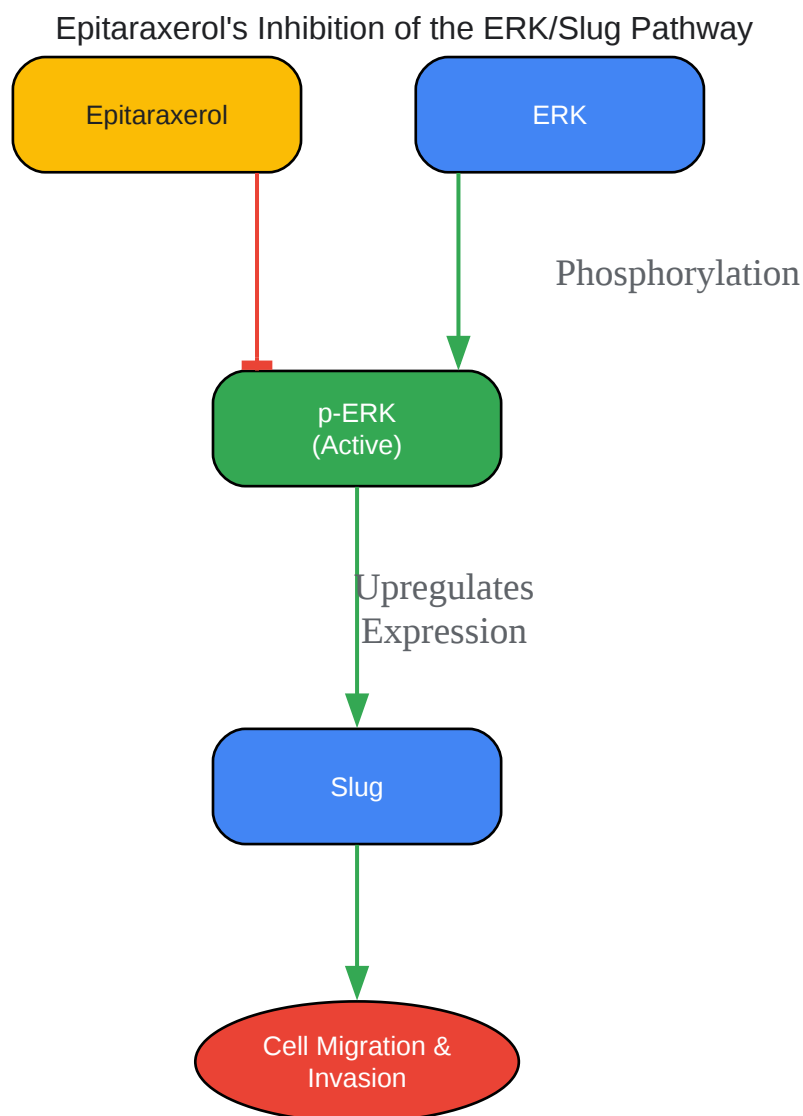 Epitaraxerol's Inhibition of the ERK/Slug Pathway
Epitaraxerol
ERK
Phosphorylation
p-ERK
(Active)
Upregulates
Expression
Slug
Cell Migration &
Invasion